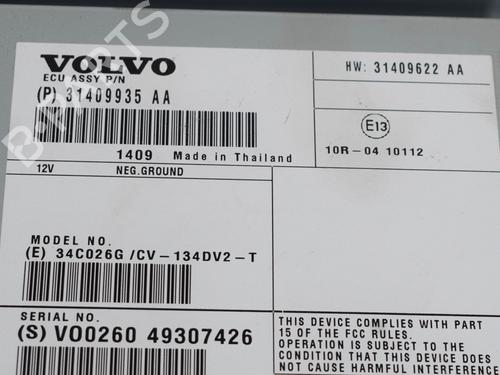 VOLVO
ECU ASSY P/N
(P) 31409935 AA
HW: 31409622 AA
E13
10R-04 10112
1409 Made in Thailand
12V NEG.GROUND
MODEL NO.
(E) 34C026G /CV-134DV2-T
SERIAL NO.
(S) VO0260 49307426
THIS DEVICE COMPLIES WITH PART
15 OF THE FCC RULES.
OPERATION IS SUBJECT TO THE
CONDITION THAT THIS DEVICE DOES
NOT CAUSE HARMFUL INTERFERENCE
B-PARTS